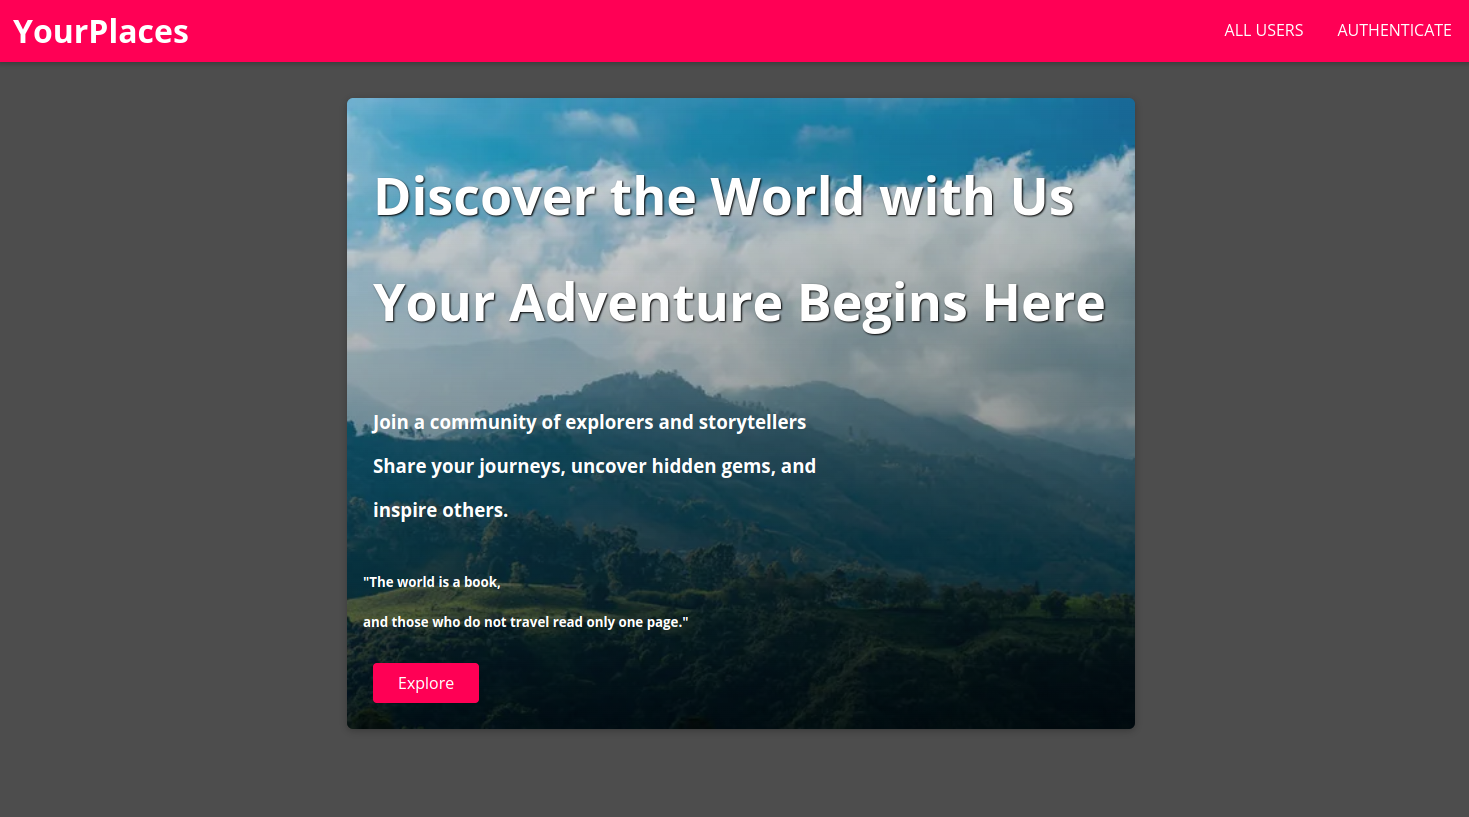 YourPlaces
ALL USERS
AUTHENTICATE
Discover the World with Us
Your Adventure Begins Here
Join a community of explorers and storytellers
Share your journeys, uncover hidden gems, and
inspire others.
"The world is a book,
and those who do not travel read only one page."
Explore